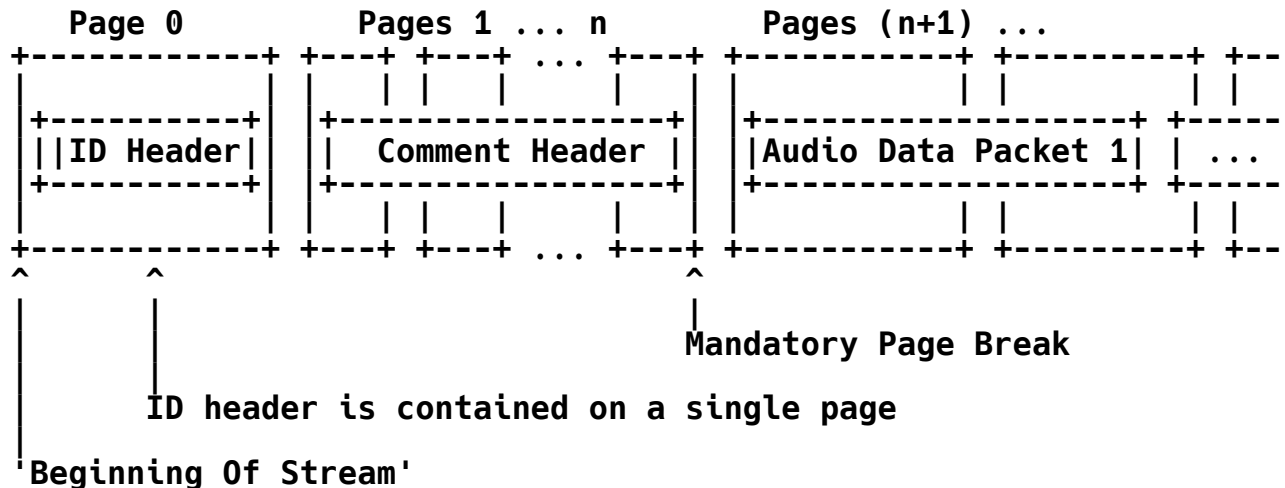 Page 0 Pages 1 ... n Pages (n+1) ...
...
||ID Header|| || Comment Header || ||Audio Data Packet 1| | ...
...
Mandatory Page Break
ID header is contained on a single page
'Beginning Of Stream'